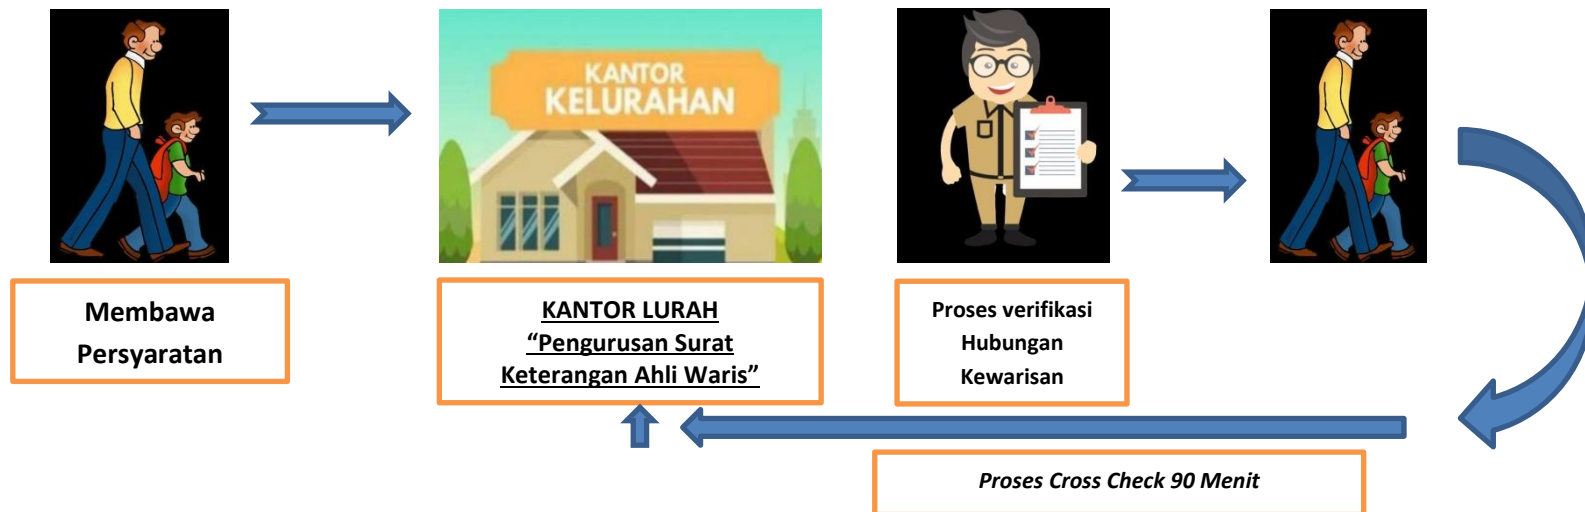 KANTOR
KELURAHAN
Membawa
Persyaratan
KANTOR LURAH
“Pengurusan Surat
Keterangan Ahli Waris”
Proses verifikasi
Hubungan
Kewarisan
Proses Cross Check 90 Menit